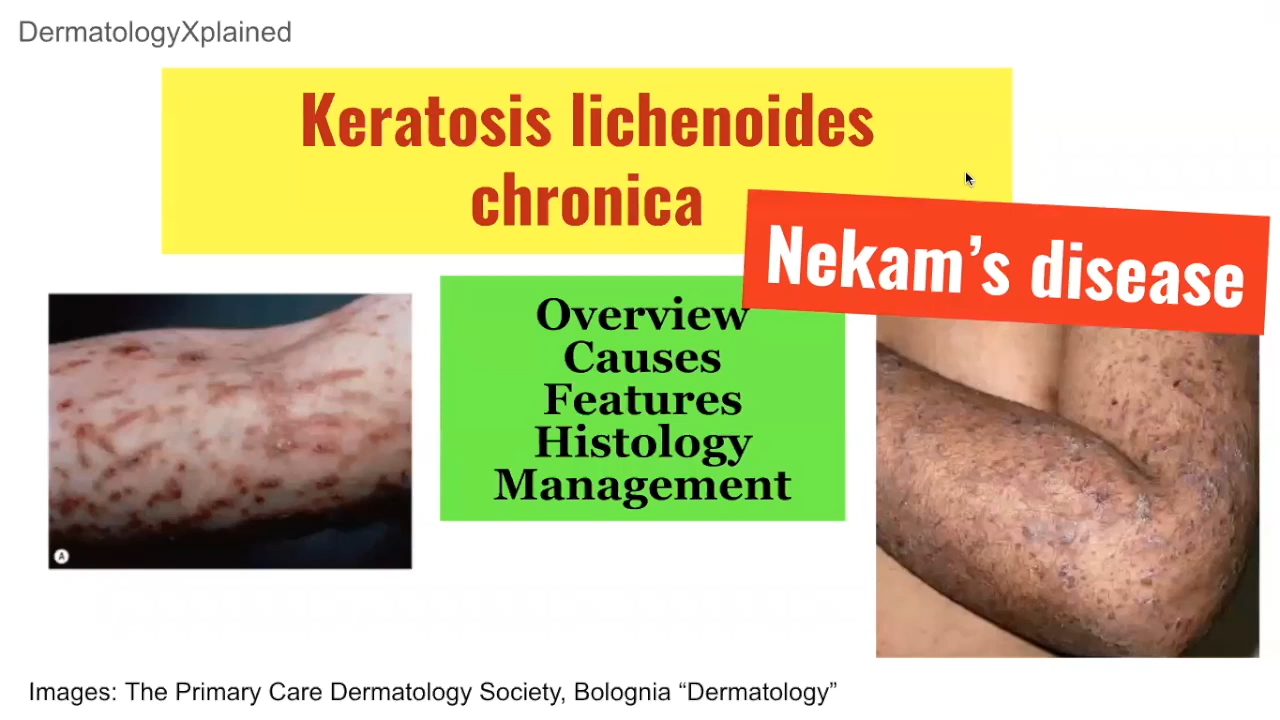 DermatologyXplained
Keratosis lichenoides
chronica
Nekam’s disease
Overview
Causes
Features
Histology
Management
A
Images: The Primary Care Dermatology Society, Bolognia “Dermatology”